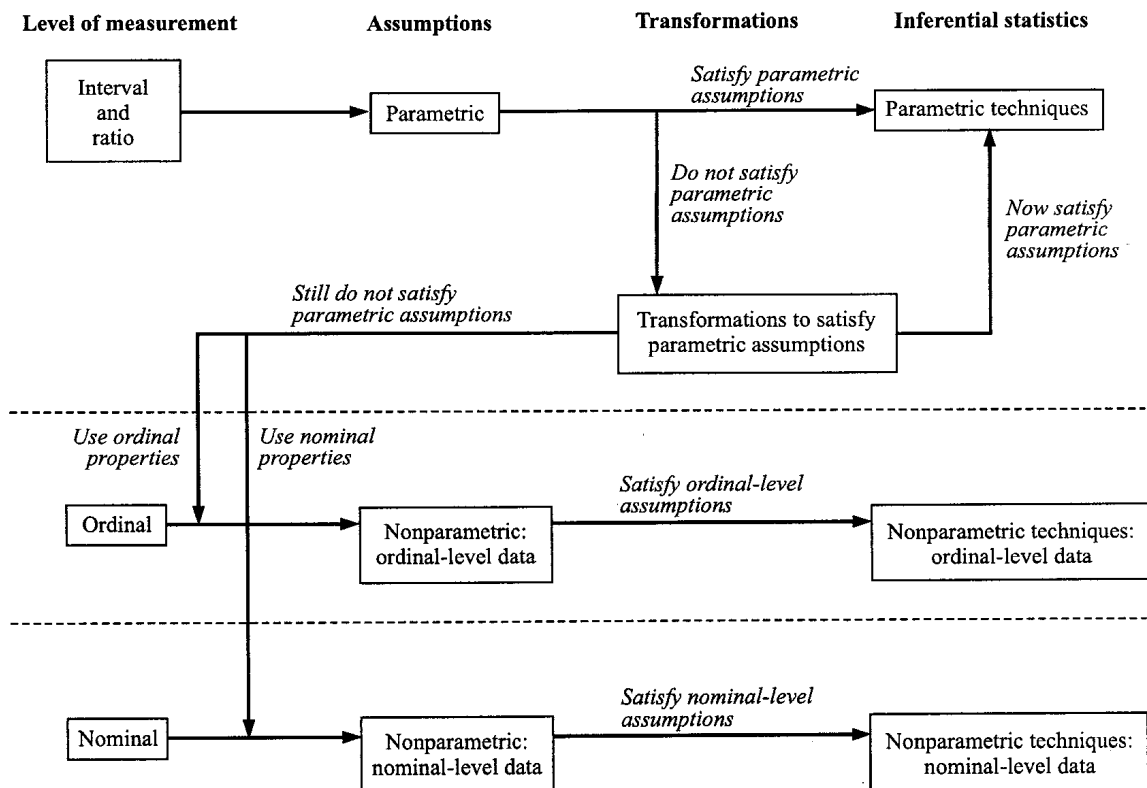 Level of measurement
Assumptions
Transformations
Inferential statistics
Interval
and
ratio
Parametric
Satisfy parametric
assumptions
Parametric techniques
Do not satisfy
parametric
assumptions
Now satisfy
parametric
assumptions
Still do not satisfy
parametric assumptions
Transformations to satisfy
parametric assumptions
Use ordinal
properties
Use nominal
properties
Ordinal
Nonparametric:
ordinal-level data
Satisfy ordinal-level
assumptions
Nonparametric techniques:
ordinal-level data
Nominal
Nonparametric:
nominal-level data
Satisfy nominal-level
assumptions
Nonparametric techniques:
nominal-level data